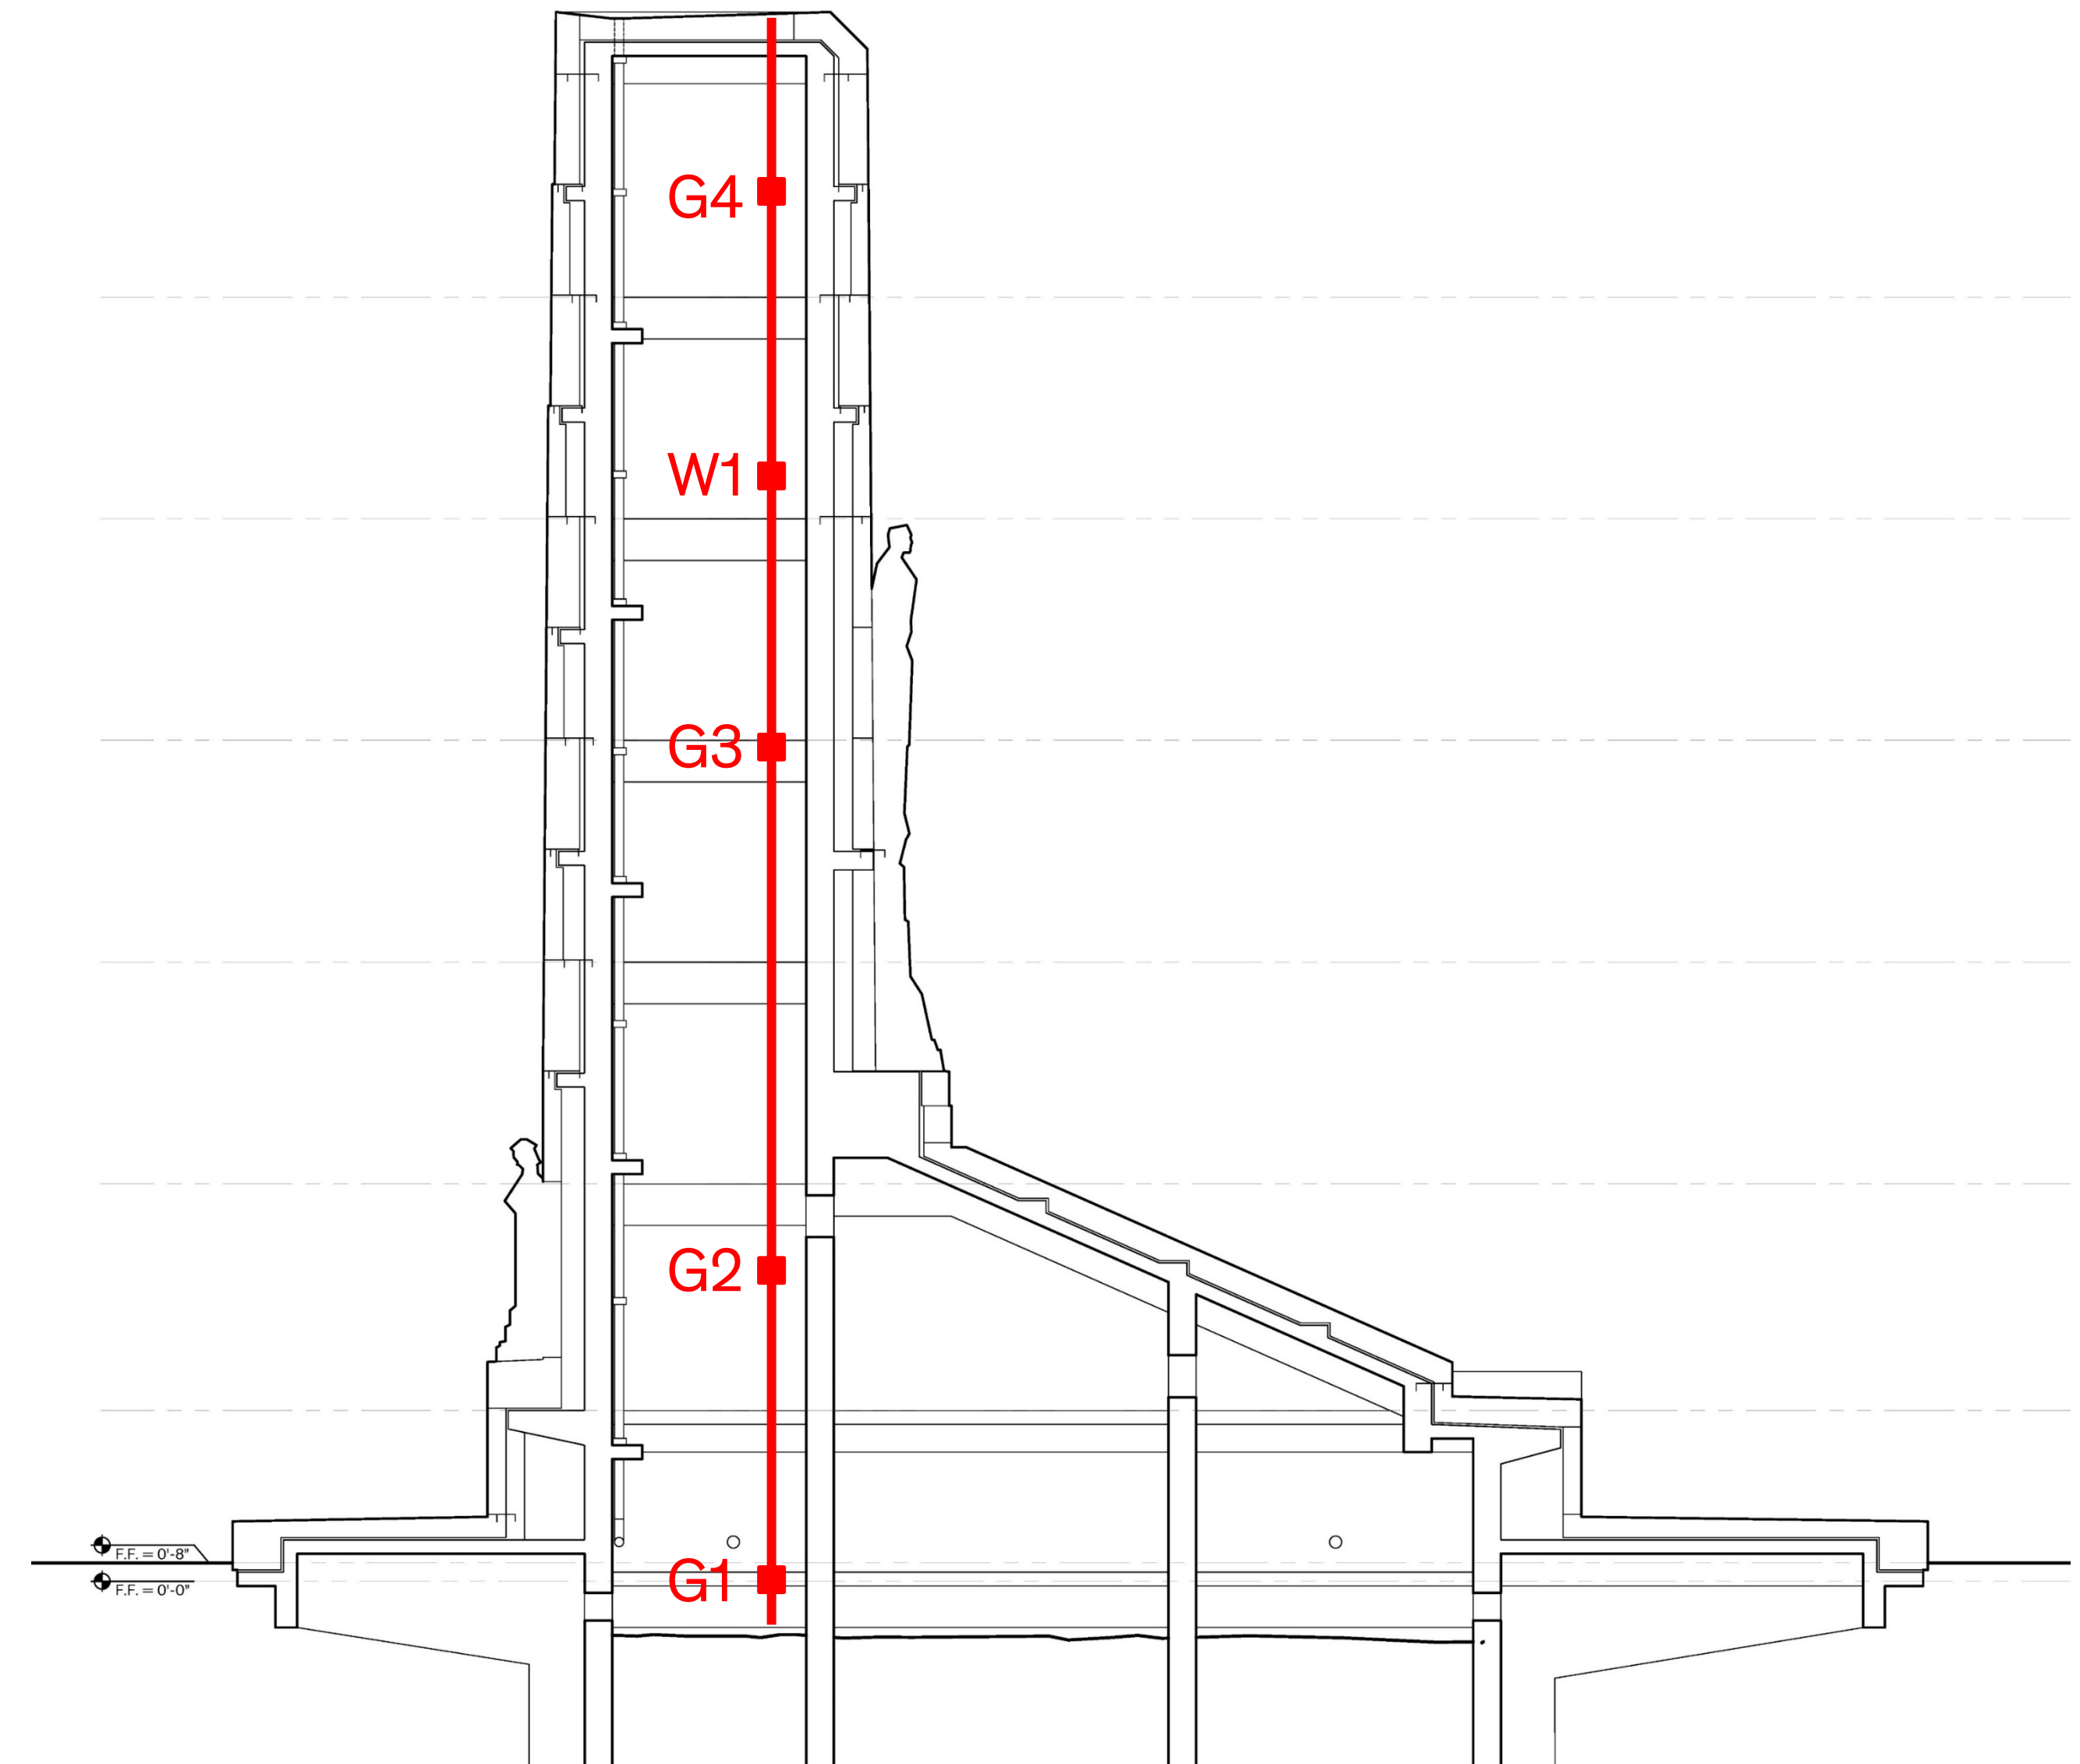 G4
W1
G3
G2
F.F. = 0'-8"
G1
F.F. = 0'-0"